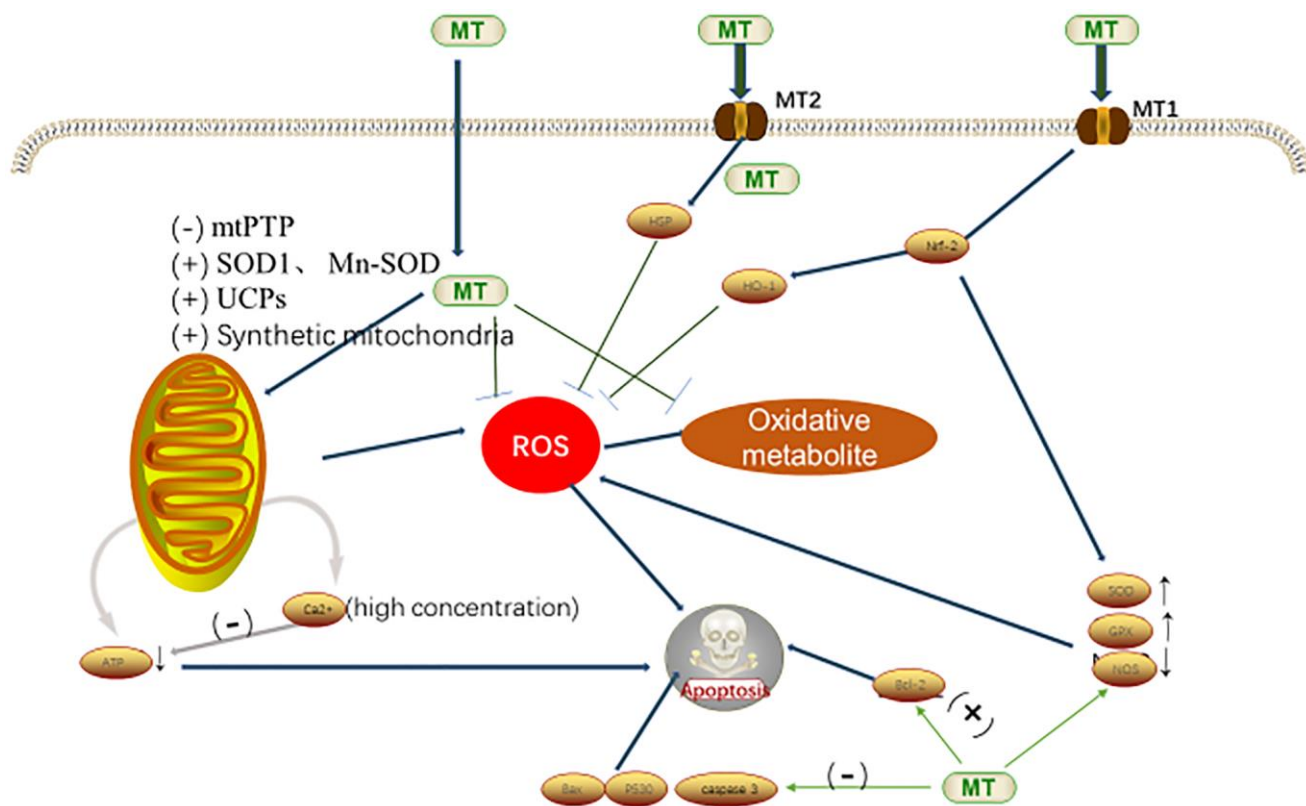 MT
MT
MT
MT2
MT1
MT
HSP
Nrf-2
HO-1
(-) mtPTP
(+) SOD1、 Mn-SOD
(+) UCPs
(+) Synthetic mitochondria
MT
ROS
Oxidative
metabolite
Ca2+
(high concentration)
(-)
ATP
↓
Apoptosis
SOD
↑
GPX
↑
NOS
↓
Bcl-2
(×)
Bax
P530
caspase 3
(-)
MT